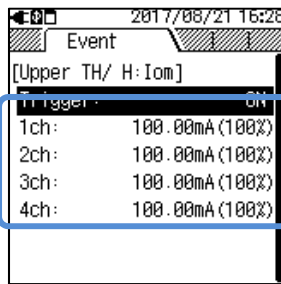 2017/08/21 16:28
Event
[Upper TH/ H:Iom]
Trigger: ON
1ch: 100.00mA(100%)
2ch: 100.00mA(100%)
3ch: 100.00mA(100%)
4ch: 100.00mA(100%)